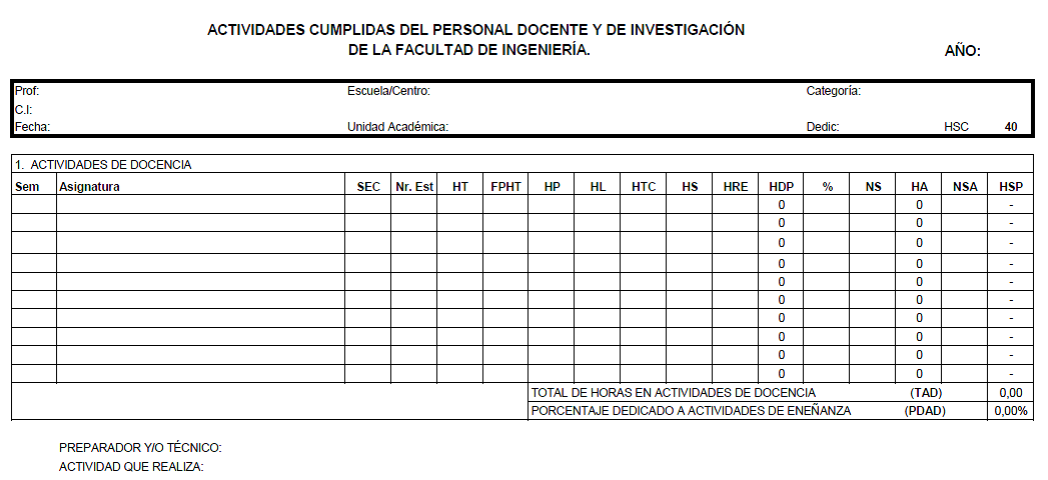 ACTIVIDADES CUMPLIDAS DEL PERSONAL DOCENTE Y DE INVESTIGACIÓN
DE LA FACULTAD DE INGENIERÍA.
AÑO:
Prof: Escuela/Centro: Categoría:
C.I:
Fecha: Unidad Académica: Dedic: HSC 40
1. ACTIVIDADES DE DOCENCIA
Sem Asignatura SEC Nr. Est HT FPHT HP HL HTC HS HRE HDP % NS HA NSA HSP
0 0 -
0 0 -
0 0 -
0 0 -
0 0 -
0 0 -
0 0 -
0 0 -
0 0 -
0 0 -
TOTAL DE HORAS EN ACTIVIDADES DE DOCENCIA (TAD) 0,00
PORCENTAJE DEDICADO A ACTIVIDADES DE ENEÑANZA (PDAD) 0,00%
PREPARADOR Y/O TÉCNICO:
ACTIVIDAD QUE REALIZA: